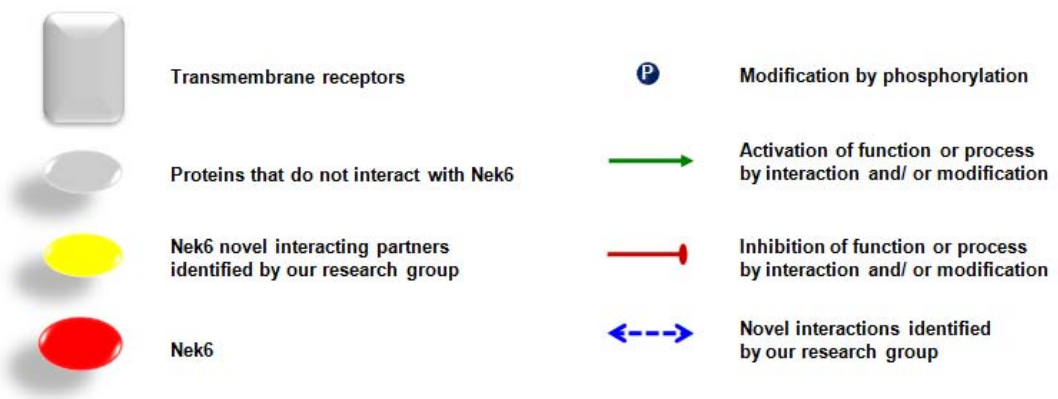 Transmembrane receptors
Proteins that do not interact with Nek6
Nek6 novel interacting partners
identified by our research group
Nek6
P
Modification by phosphorylation
Activation of function or process
by interaction and/ or modification
Inhibition of function or process
by interaction and/ or modification
Novel interactions identified
by our research group